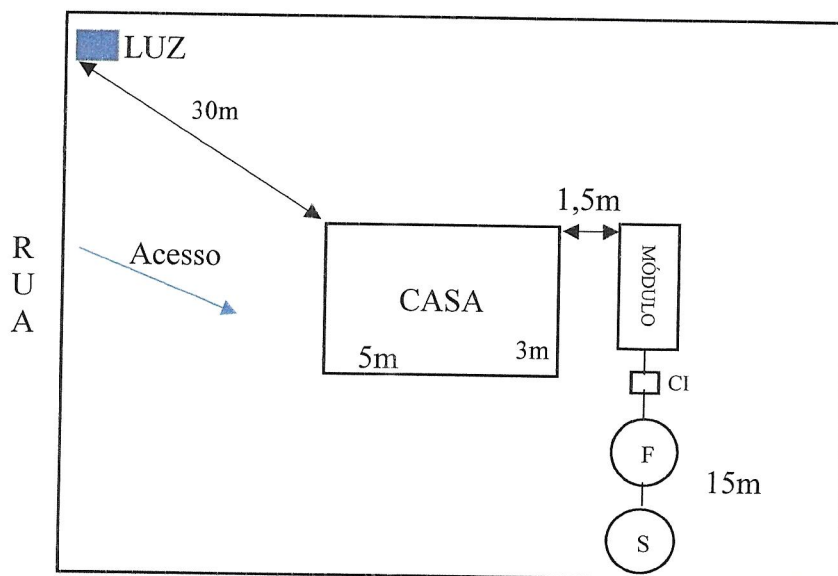 LUZ
30m
1,5m
R
U
A
Acesso
CASA
5m
3m
MÓDULO
CI
F
15m
S